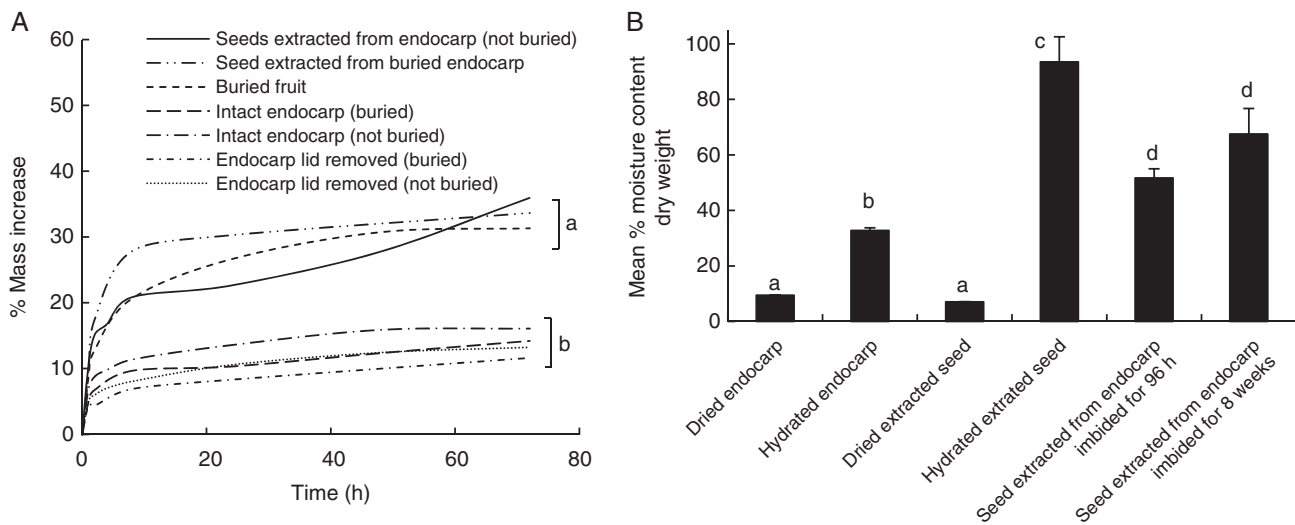 A
60
50
40
30
20
10
0
% Mass increase
0
20
40
60
80
Time (h)
Seeds extracted from endocarp (not buried)
Seed extracted from buried endocarp
Buried fruit
Intact endocarp (buried)
Intact endocarp (not buried)
Endocarp lid removed (buried)
Endocarp lid removed (not buried)
a
b
B
100
80
60
40
20
0
Mean % moisture content
dry weight
a
b
a
c
d
d
Dried endocarp
Hydrated endocarp
Dried extracted seed
Hydrated extrated seed
Seed extracted from endocarp
imbided for 96 h
Seed extracted from endocarp
imbided for 8 weeks